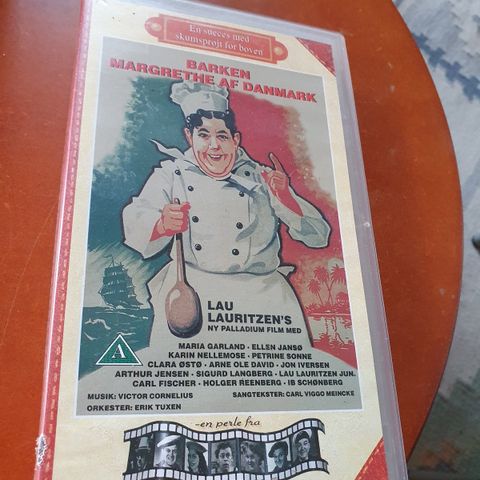 En succes med
skumsprøjt for boven
BARKEN
MARGRETHE AF DANMARK
LAU
LAURITZEN'S
NY PALLADIUM FILM MED
MARIA GARLAND · ELLEN JANSØ
KARIN NELLEMOSE · PETRINE SONNE
CLARA ØSTØ · ARNE OLE DAVID · JON IVERSEN
ARTHUR JENSEN · SIGURD LANGBERG · LAU LAURITZEN JUN.
CARL FISCHER · HOLGER REENBERG · IB SCHØNBERG
MUSIK: VICTOR CORNELIUS
SANGTEKSTER: CARL VIGGO MEINCKE
ORKESTER: ERIK TUXEN
A
-en perle fra